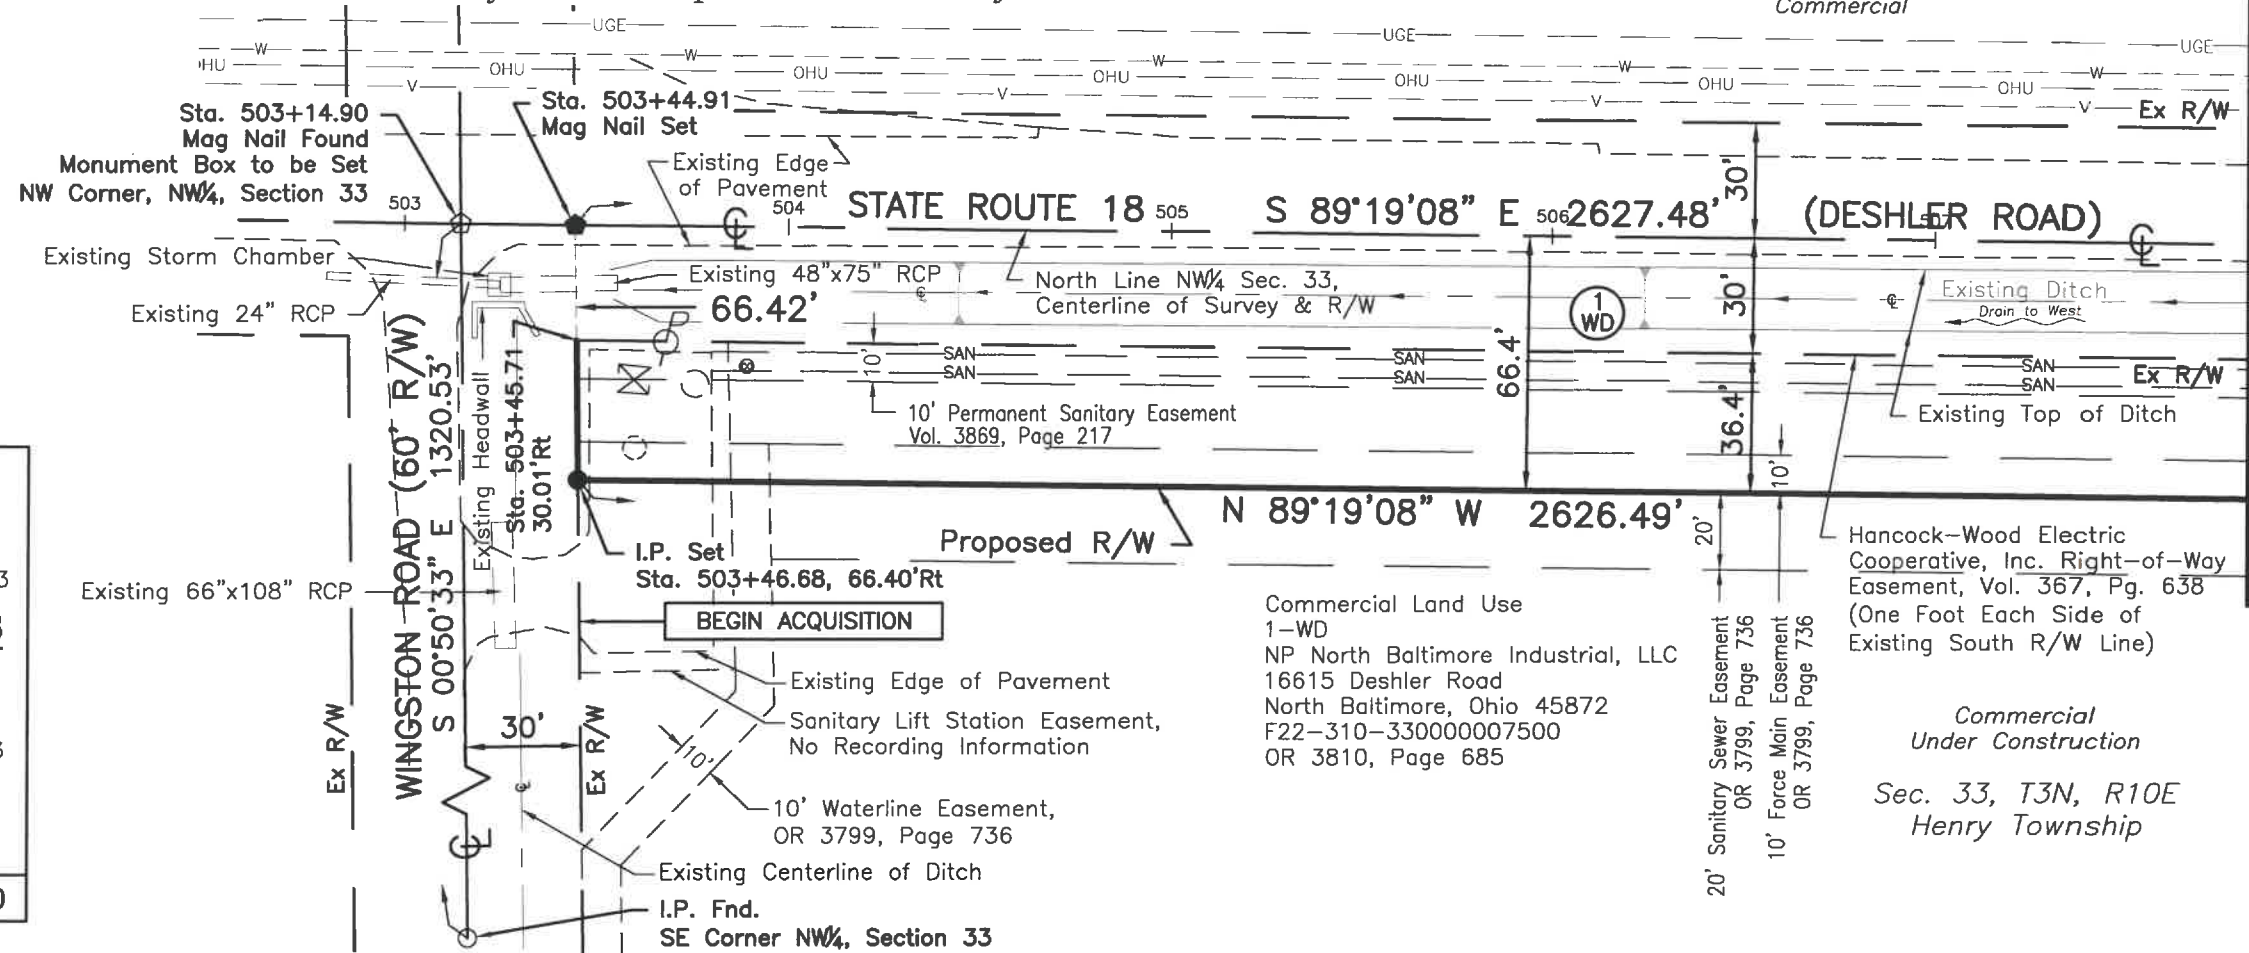 Commercial
UGE
UGE
UGE
W
W
W
W
W
HU
OHU
OHU
OHU
OHU
OHU
OHU
V
V
V
V
Ex R/W
Sta. 503+14.90
Mag Nail Found
Monument Box to be Set
NW Corner, NW¼, Section 33
Sta. 503+44.91
Mag Nail Set
Existing Edge
of Pavement
30'
503
504
STATE ROUTE 18
505
S 89°19'08" E
506
2627.48'
(DESHLER ROAD)
Existing Storm Chamber
Existing 24" RCP
Existing 48"x75" RCP
66.42'
North Line NW¼ Sec. 33,
Centerline of Survey & R/W
1
WD
30'
Existing Ditch
Drain to West
WINGSTON ROAD (60' R/W)
S 00°50'33" E 1320.53'
Existing Headwall
Sta. 503+45.71
30.01'Rt
10'
SAN
SAN
SAN
SAN
SAN
SAN
Ex R/W
66.4'
36.4'
10'
10' Permanent Sanitary Easement
Vol. 3869, Page 217
Existing Top of Ditch
N 89°19'08" W 2626.49'
Proposed R/W
20'
I.P. Set
Sta. 503+46.68, 66.40'Rt
BEGIN ACQUISITION
Existing 66"x108" RCP
Hancock-Wood Electric
Cooperative, Inc. Right-of-Way
Easement, Vol. 367, Pg. 638
(One Foot Each Side of
Existing South R/W Line)
Commercial Land Use
1-WD
NP North Baltimore Industrial, LLC
16615 Deshler Road
North Baltimore, Ohio 45872
F22-310-330000007500
OR 3810, Page 685
20' Sanitary Sewer Easement
OR 3799, Page 736
10' Force Main Easement
OR 3799, Page 736
Existing Edge of Pavement
Sanitary Lift Station Easement,
No Recording Information
Ex R/W
30'
Ex R/W
10'
10' Waterline Easement,
OR 3799, Page 736
Existing Centerline of Ditch
I.P. Fnd.
SE Corner NW¼, Section 33
Commercial
Under Construction
Sec. 33, T3N, R10E
Henry Township